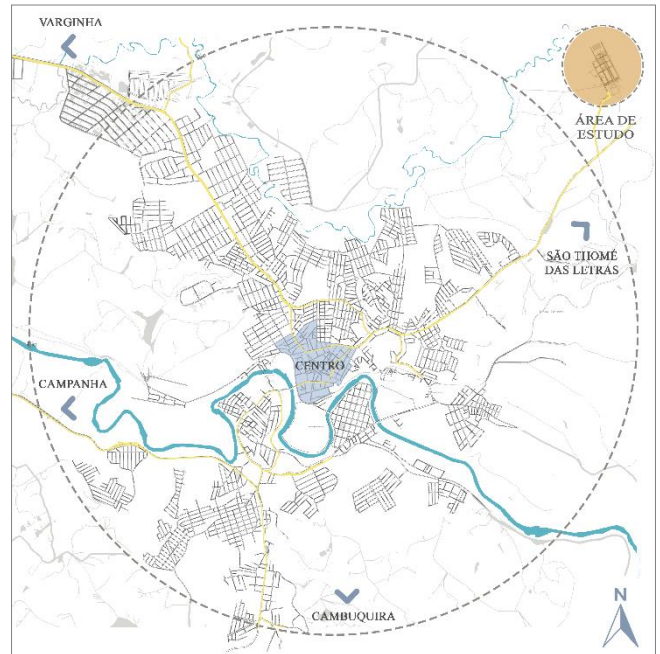 VARGINHA
ÁREA DE
ESTUDO
SÃO THOMÉ
DAS LETRAS
CENTRO
CAMPANHA
CAMBUQUIRA
N